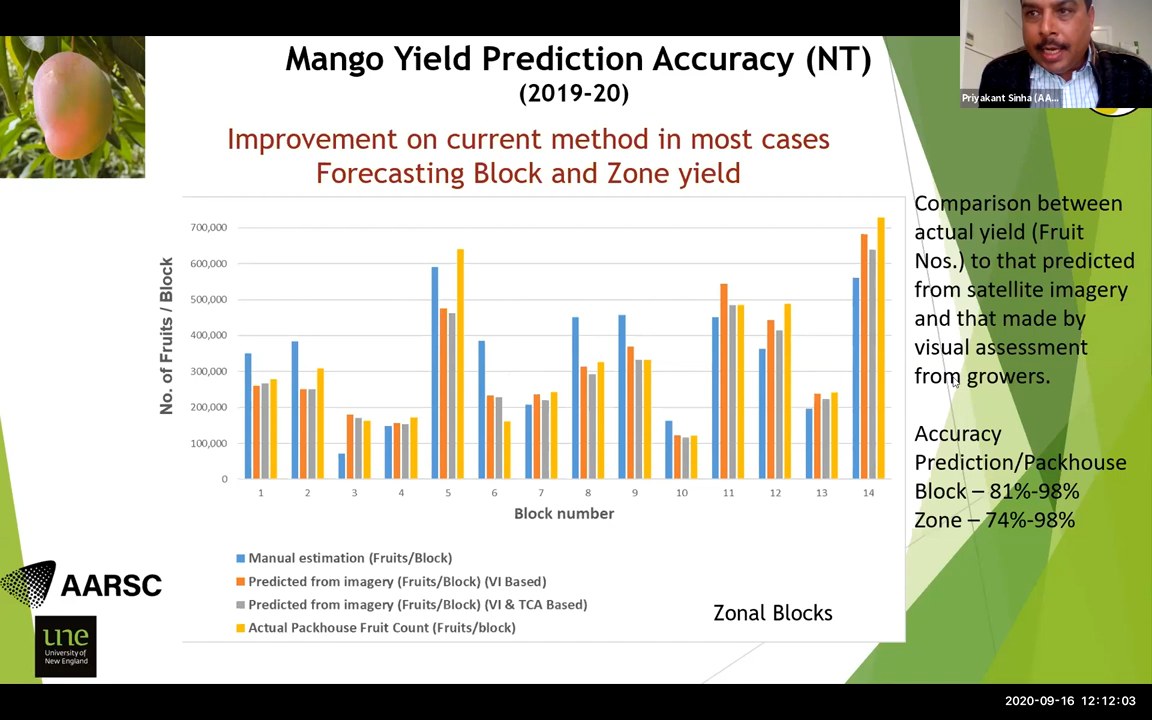 Mango Yield Prediction Accuracy (NT)
(2019-20)
Priyakant Sinha (AA...
Improvement on current method in most cases
Forecasting Block and Zone yield
No. of Fruits / Block
700,000
600,000
500,000
400,000
300,000
200,000
100,000
0
1 2 3 4 5 6 7 8 9 10 11 12 13 14
Block number
Manual estimation (Fruits/Block)
Predicted from imagery (Fruits/Block) (VI Based)
Predicted from imagery (Fruits/Block) (VI & TCA Based)
Actual Packhouse Fruit Count (Fruits/block)
Zonal Blocks
Comparison between
actual yield (Fruit
Nos.) to that predicted
from satellite imagery
and that made by
visual assessment
from growers.
Accuracy
Prediction/Packhouse
Block – 81%-98%
Zone – 74%-98%
AARSC
une
University of
New England
2020-09-16 12:12:03